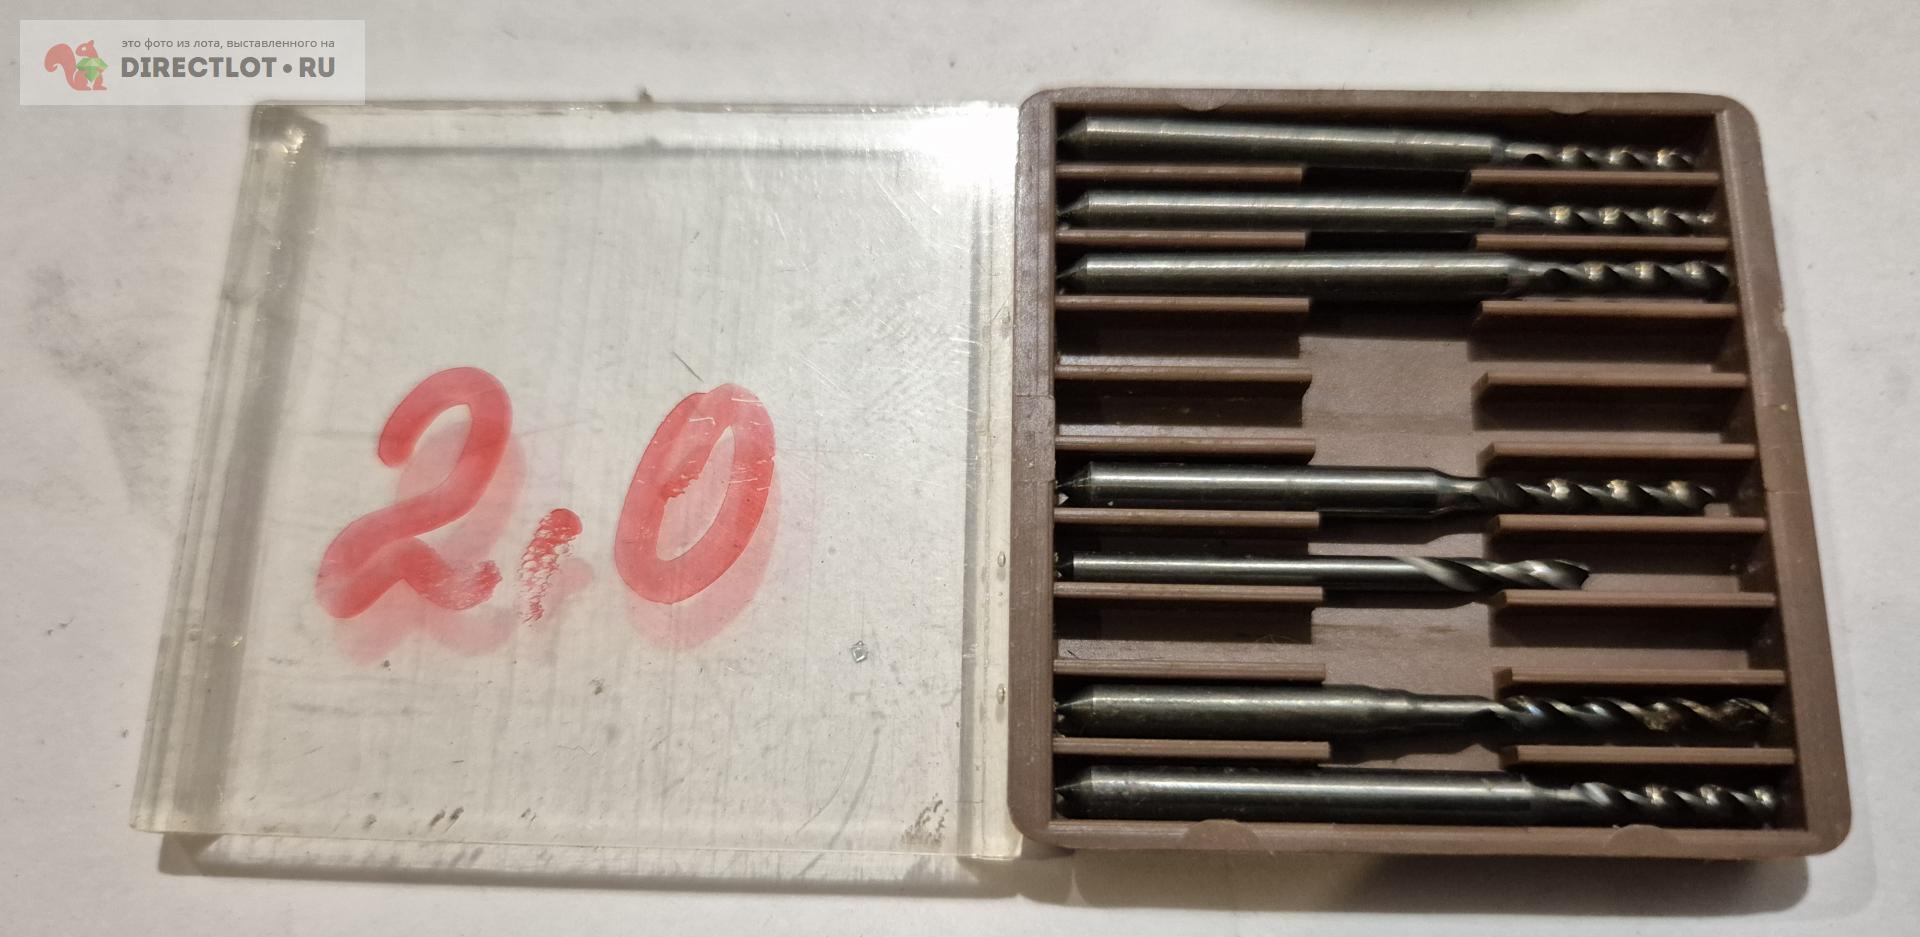 это фото из лота, выставленного на
DIRECTLOT•RU
2,0